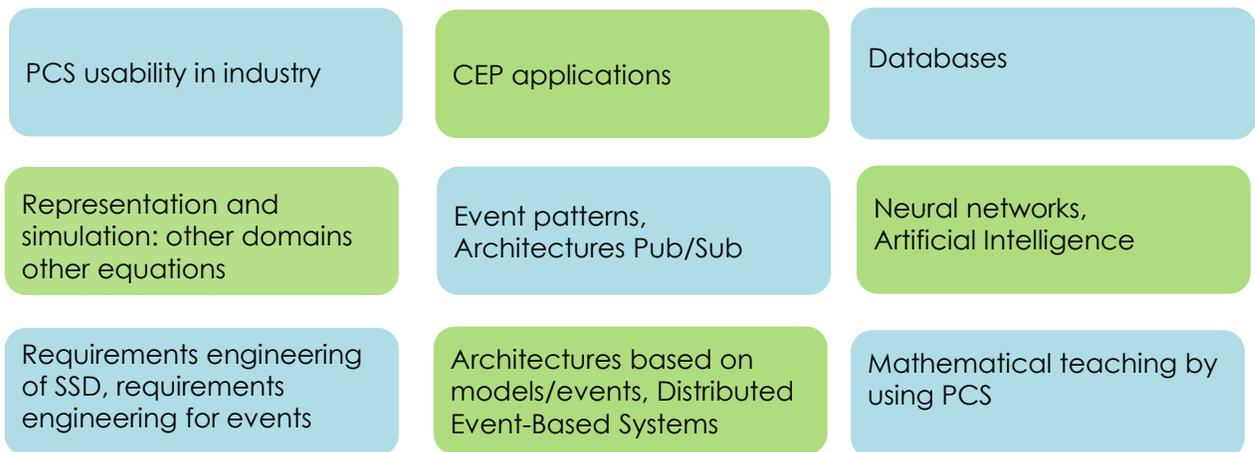 PCS usability in industry
CEP applications
Databases
Representation and
simulation: other domains
other equations
Event patterns,
Architectures Pub/Sub
Neural networks,
Artificial Intelligence
Requirements engineering
of SSD, requirements
engineering for events
Architectures based on
models/events, Distributed
Event-Based Systems
Mathematical teaching by
using PCS